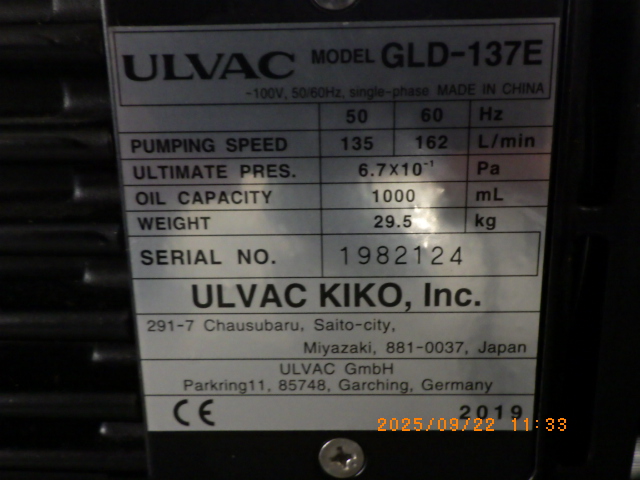 ULVAC MODEL GLD-137E
~100V, 50/60Hz, single-phase MADE IN CHINA
50 60 Hz
PUMPING SPEED 135 162 L/min
ULTIMATE PRES. 6.7X10⁻¹ Pa
OIL CAPACITY 1000 mL
WEIGHT 29.5 kg
SERIAL NO. 1982124
ULVAC KIKO, Inc.
291-7 Chausubaru, Saito-city,
Miyazaki, 881-0037, Japan
ULVAC GmbH
Parkring11, 85748, Garching, Germany
CE 2019
2025/09/22 11:33